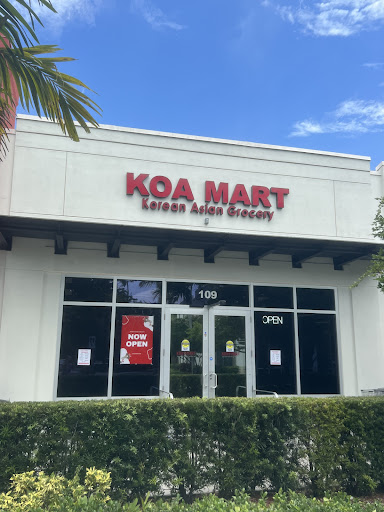 KOA MART
Korean Asian Grocery
109
NOW
OPEN
OPEN